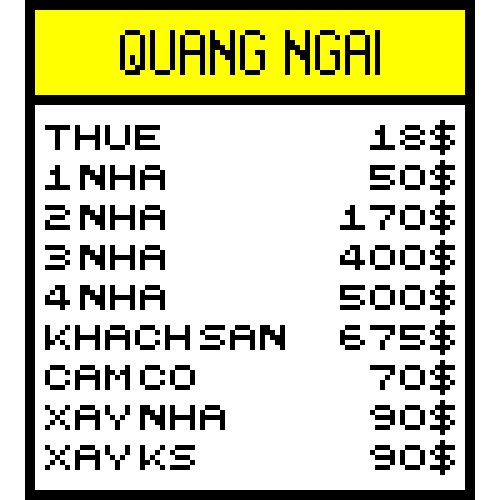 QUANG NGAI
THUE 18$
1 NHA 50$
2 NHA 170$
3 NHA 400$
4 NHA 500$
KHACH SAN 675$
CAM CO 70$
XAY NHA 90$
XAY KS 90$